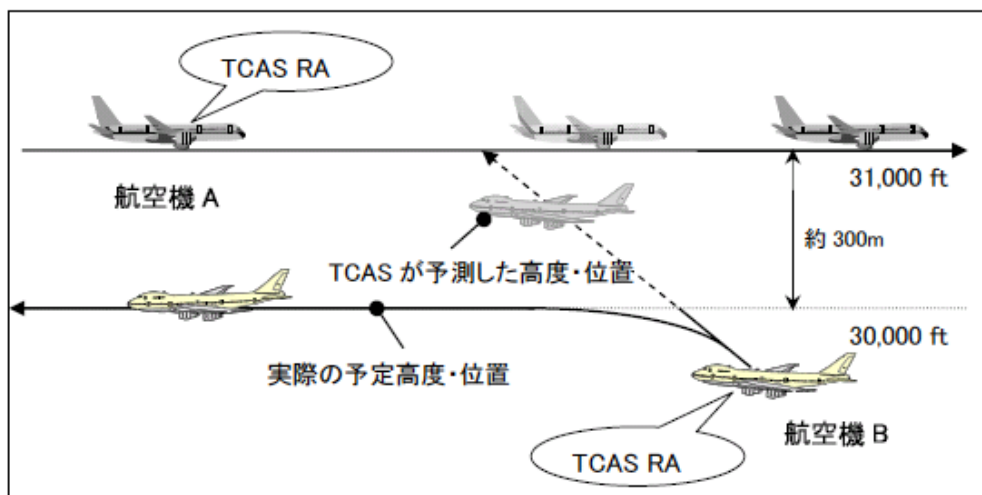 TCAS RA
航空機 A
31,000 ft
約 300m
TCAS が予測した高度・位置
30,000 ft
実際の予定高度・位置
航空機 B
TCAS RA